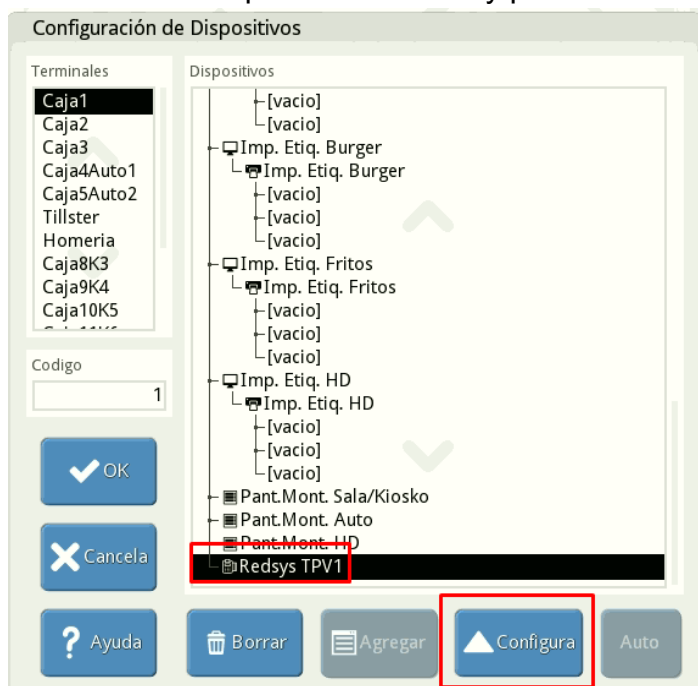 Configuración de Dispositivos
Terminales
Caja1
Caja2
Caja3
Caja4Auto1
Caja5Auto2
Tillster
Homeria
Caja8K3
Caja9K4
Caja10K5
Codigo
1
OK
Cancela
Ayuda
Dispositivos
[vacio]
[vacio]
Imp. Etiq. Burger
Imp. Etiq. Burger
[vacio]
[vacio]
[vacio]
Imp. Etiq. Fritos
Imp. Etiq. Fritos
[vacio]
[vacio]
[vacio]
Imp. Etiq. HD
Imp. Etiq. HD
[vacio]
[vacio]
[vacio]
Pant.Mont. Sala/Kiosko
Pant.Mont. Auto
Pant.Mont. HD
Redsys TPV1
Borrar
Agregar
Configura
Auto